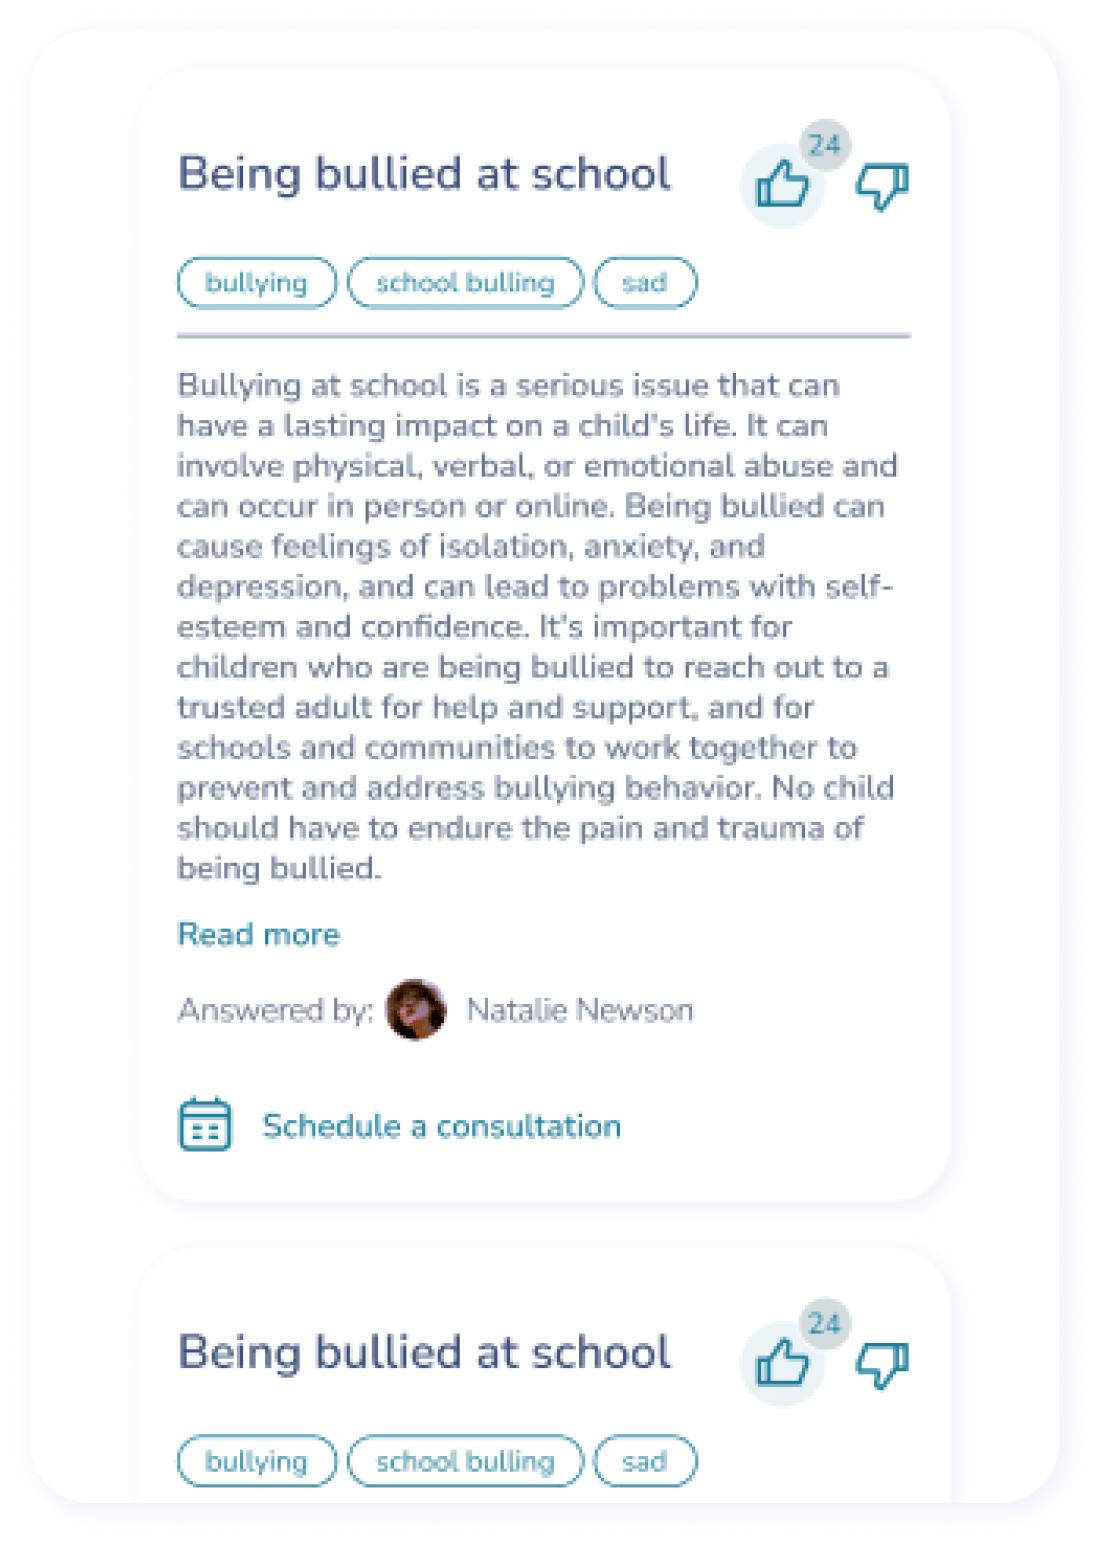 Being bullied at school
24
bullying
school bulling
sad
Bullying at school is a serious issue that can
have a lasting impact on a child's life. It can
involve physical, verbal, or emotional abuse and
can occur in person or online. Being bullied can
cause feelings of isolation, anxiety, and
depression, and can lead to problems with self-
esteem and confidence. It's important for
children who are being bullied to reach out to a
trusted adult for help and support, and for
schools and communities to work together to
prevent and address bullying behavior. No child
should have to endure the pain and trauma of
being bullied.
Read more
Answered by: Natalie Newson
Schedule a consultation
Being bullied at school
24
bullying
school bulling
sad